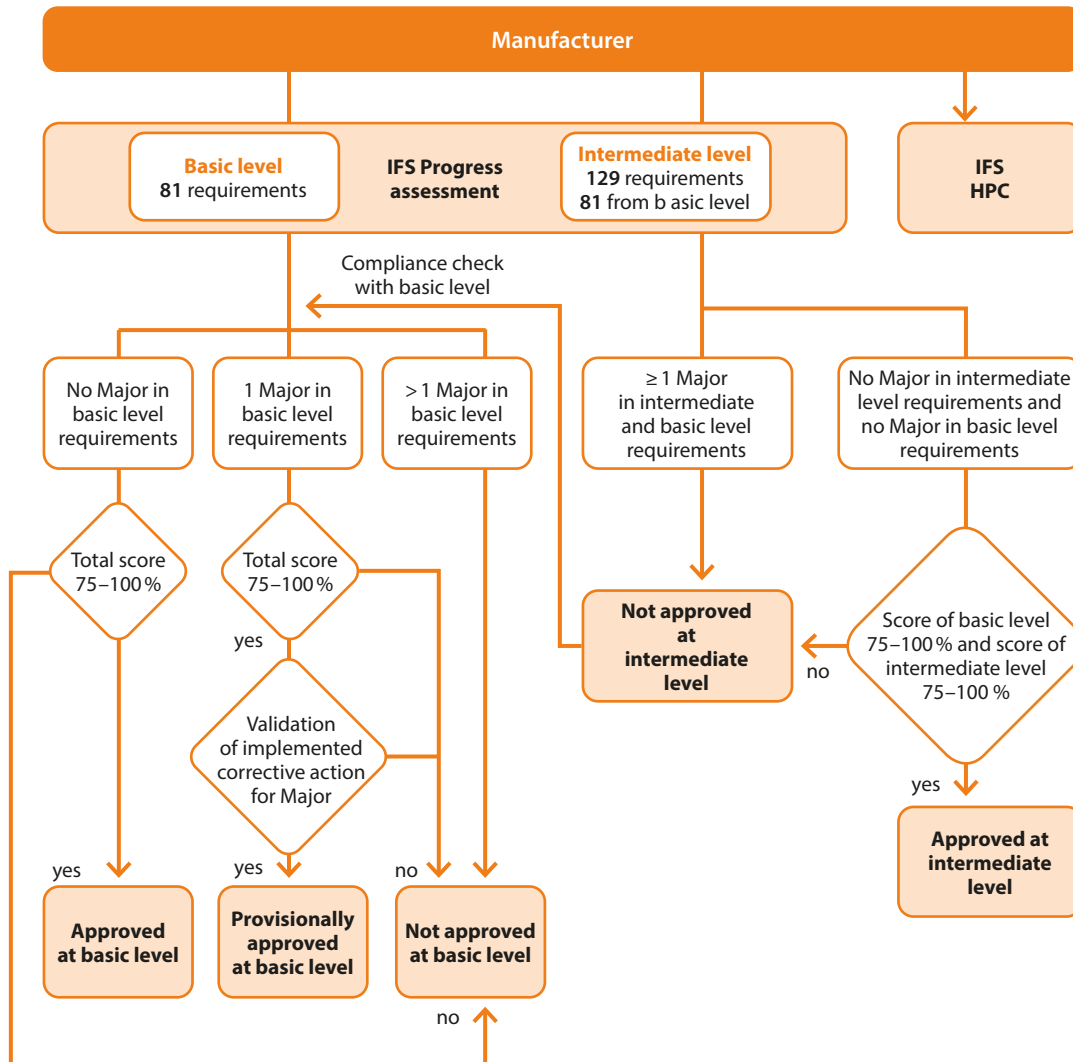 Manufacturer
Basic level
81 requirements
IFS Progress
assessment
Intermediate level
129 requirements
81 from b asic level
IFS
HPC
Compliance check
with basic level
No Major in
basic level
requirements
1 Major in
basic level
requirements
> 1 Major in
basic level
requirements
≥ 1 Major
in intermediate
and basic level
requirements
No Major in intermediate
level requirements and
no Major in basic level
requirements
Total score
75–100 %
Total score
75–100 %
yes
Not approved
at
intermediate
level
no
Score of basic level
75–100 % and score of
intermediate level
75–100 %
Validation
of implemented
corrective action
for Major
yes
Approved at
intermediate
level
yes
yes
no
Approved
at basic level
Provisionally
approved
at basic level
Not approved
at basic level
no